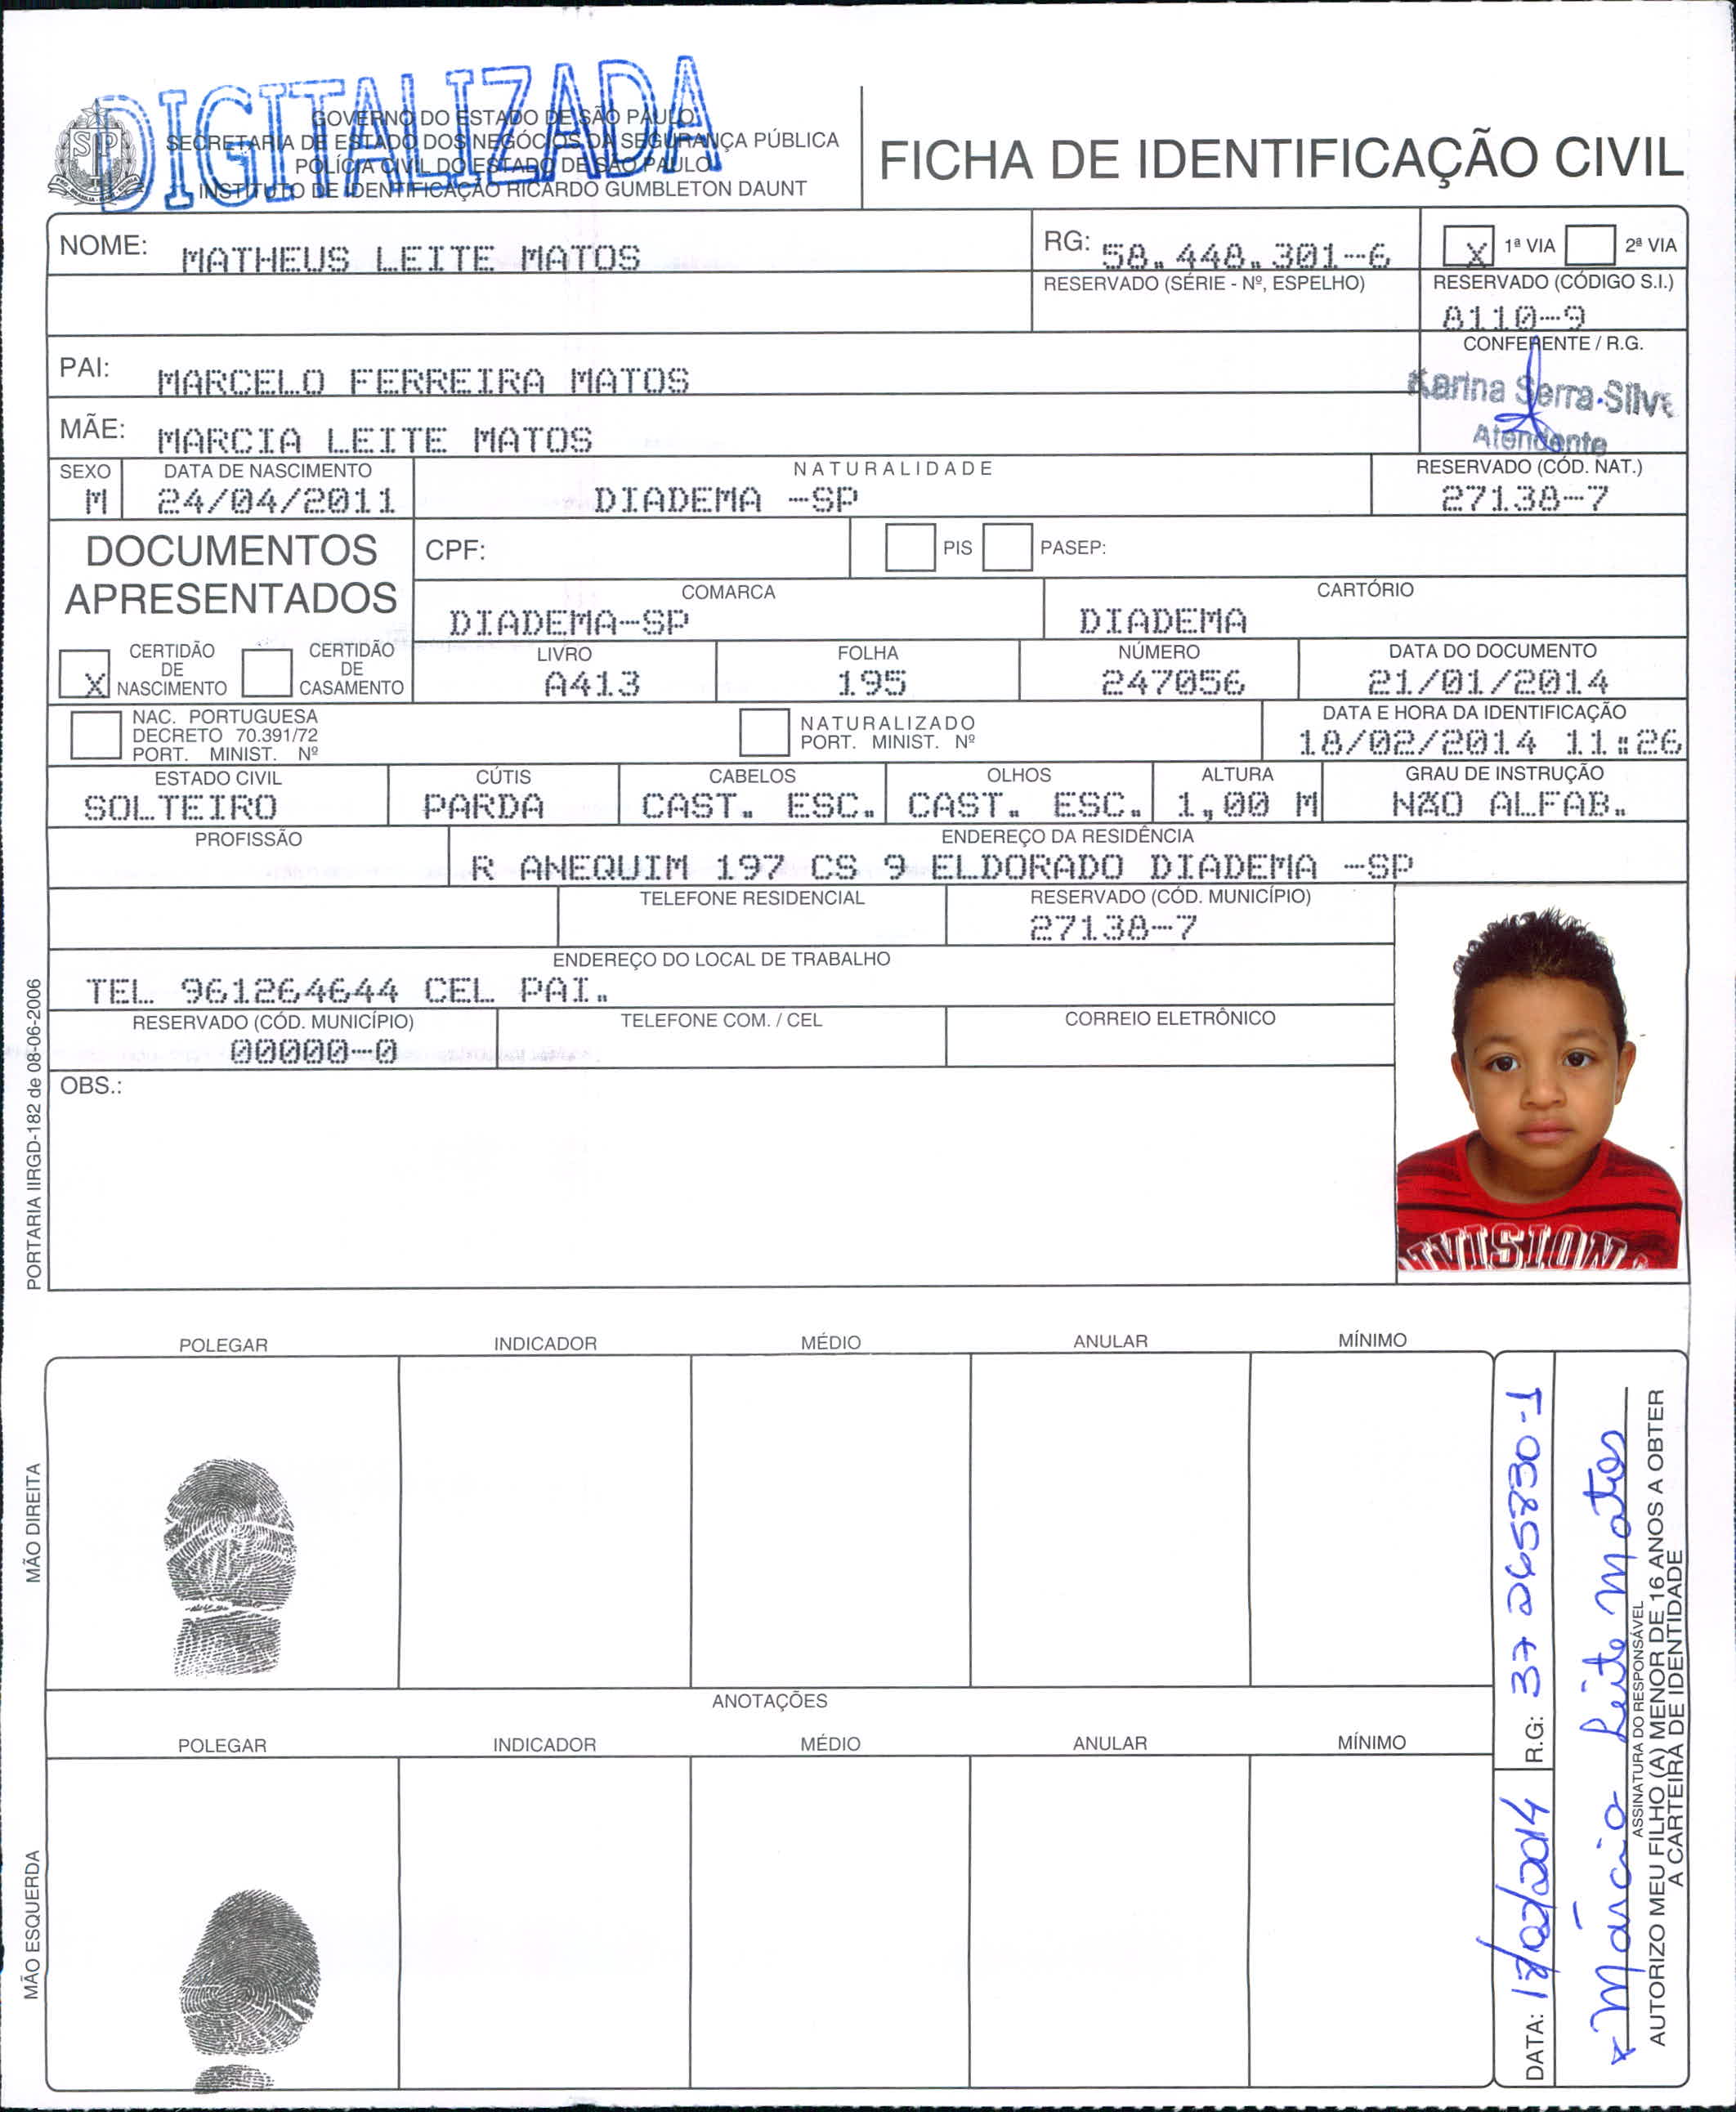 DIGITALIZADA
GOVERNO DO ESTADO DE SÃO PAULO
SECRETARIA DE ESTADO DOS NEGÓCIOS DA SEGURANÇA PÚBLICA
POLÍCIA CIVIL DO ESTADO DE SÃO PAULO
INSTITUTO DE IDENTIFICAÇÃO RICARDO GUMBLETON DAUNT
FICHA DE IDENTIFICAÇÃO CIVIL
NOME: MATHEUS LEITE MATOS
RG: 58.448.301-6
X 1ª VIA 2ª VIA
RESERVADO (SÉRIE - Nº, ESPELHO)
RESERVADO (CÓDIGO S.I.)
8110-9
PAI: MARCELO FERREIRA MATOS
CONFERENTE / R.G.
Karina Serra Silva
Atendente
MÃE: MARCIA LEITE MATOS
SEXO DATA DE NASCIMENTO NATURALIDADE RESERVADO (CÓD. NAT.)
M 24/04/2011 DIADEMA -SP 27138-7
DOCUMENTOS
APRESENTADOS
CPF: PIS PASEP:
COMARCA CARTÓRIO
DIADEMA-SP DIADEMA
X CERTIDÃO DE NASCIMENTO
CERTIDÃO DE CASAMENTO
LIVRO FOLHA NÚMERO DATA DO DOCUMENTO
A413 195 247056 21/01/2014
NAC. PORTUGUESA
DECRETO 70.391/72
PORT. MINIST. Nº
NATURALIZADO
PORT. MINIST. Nº
DATA E HORA DA IDENTIFICAÇÃO
18/02/2014 11:26
ESTADO CIVIL CÚTIS CABELOS OLHOS ALTURA GRAU DE INSTRUÇÃO
SOLTEIRO PARDA CAST. ESC. CAST. ESC. 1,00 M NÃO ALFAB.
PROFISSÃO ENDEREÇO DA RESIDÊNCIA
R ANEQUIM 197 CS 9 ELDORADO DIADEMA -SP
TELEFONE RESIDENCIAL RESERVADO (CÓD. MUNICÍPIO)
27138-7
ENDEREÇO DO LOCAL DE TRABALHO
TEL 961264644 CEL PAI.
RESERVADO (CÓD. MUNICÍPIO) TELEFONE COM. / CEL CORREIO ELETRÔNICO
00000-0
OBS.:
PORTARIA IIRGD-182 de 08-06-2006
POLEGAR INDICADOR MÉDIO ANULAR MÍNIMO
MÃO DIREITA
ANOTAÇÕES
POLEGAR INDICADOR MÉDIO ANULAR MÍNIMO
MÃO ESQUERDA
R.G: 37 265830-1
DATA: 18/02/2014
x Márcia Leite Matos
ASSINATURA DO RESPONSÁVEL
AUTORIZO MEU FILHO (A) MENOR DE 16 ANOS A OBTER
A CARTEIRA DE IDENTIDADE